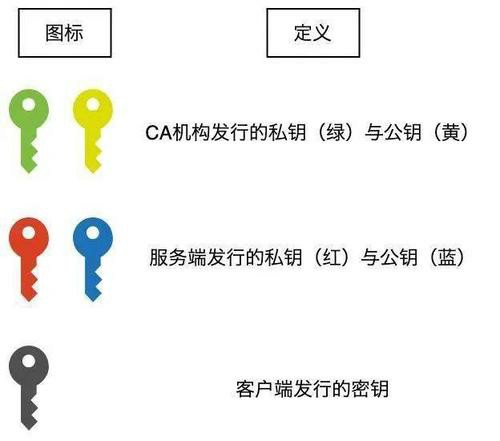 图标
定义
CA机构发行的私钥（绿）与公钥（黄）
服务端发行的私钥（红）与公钥（蓝）
客户端发行的密钥